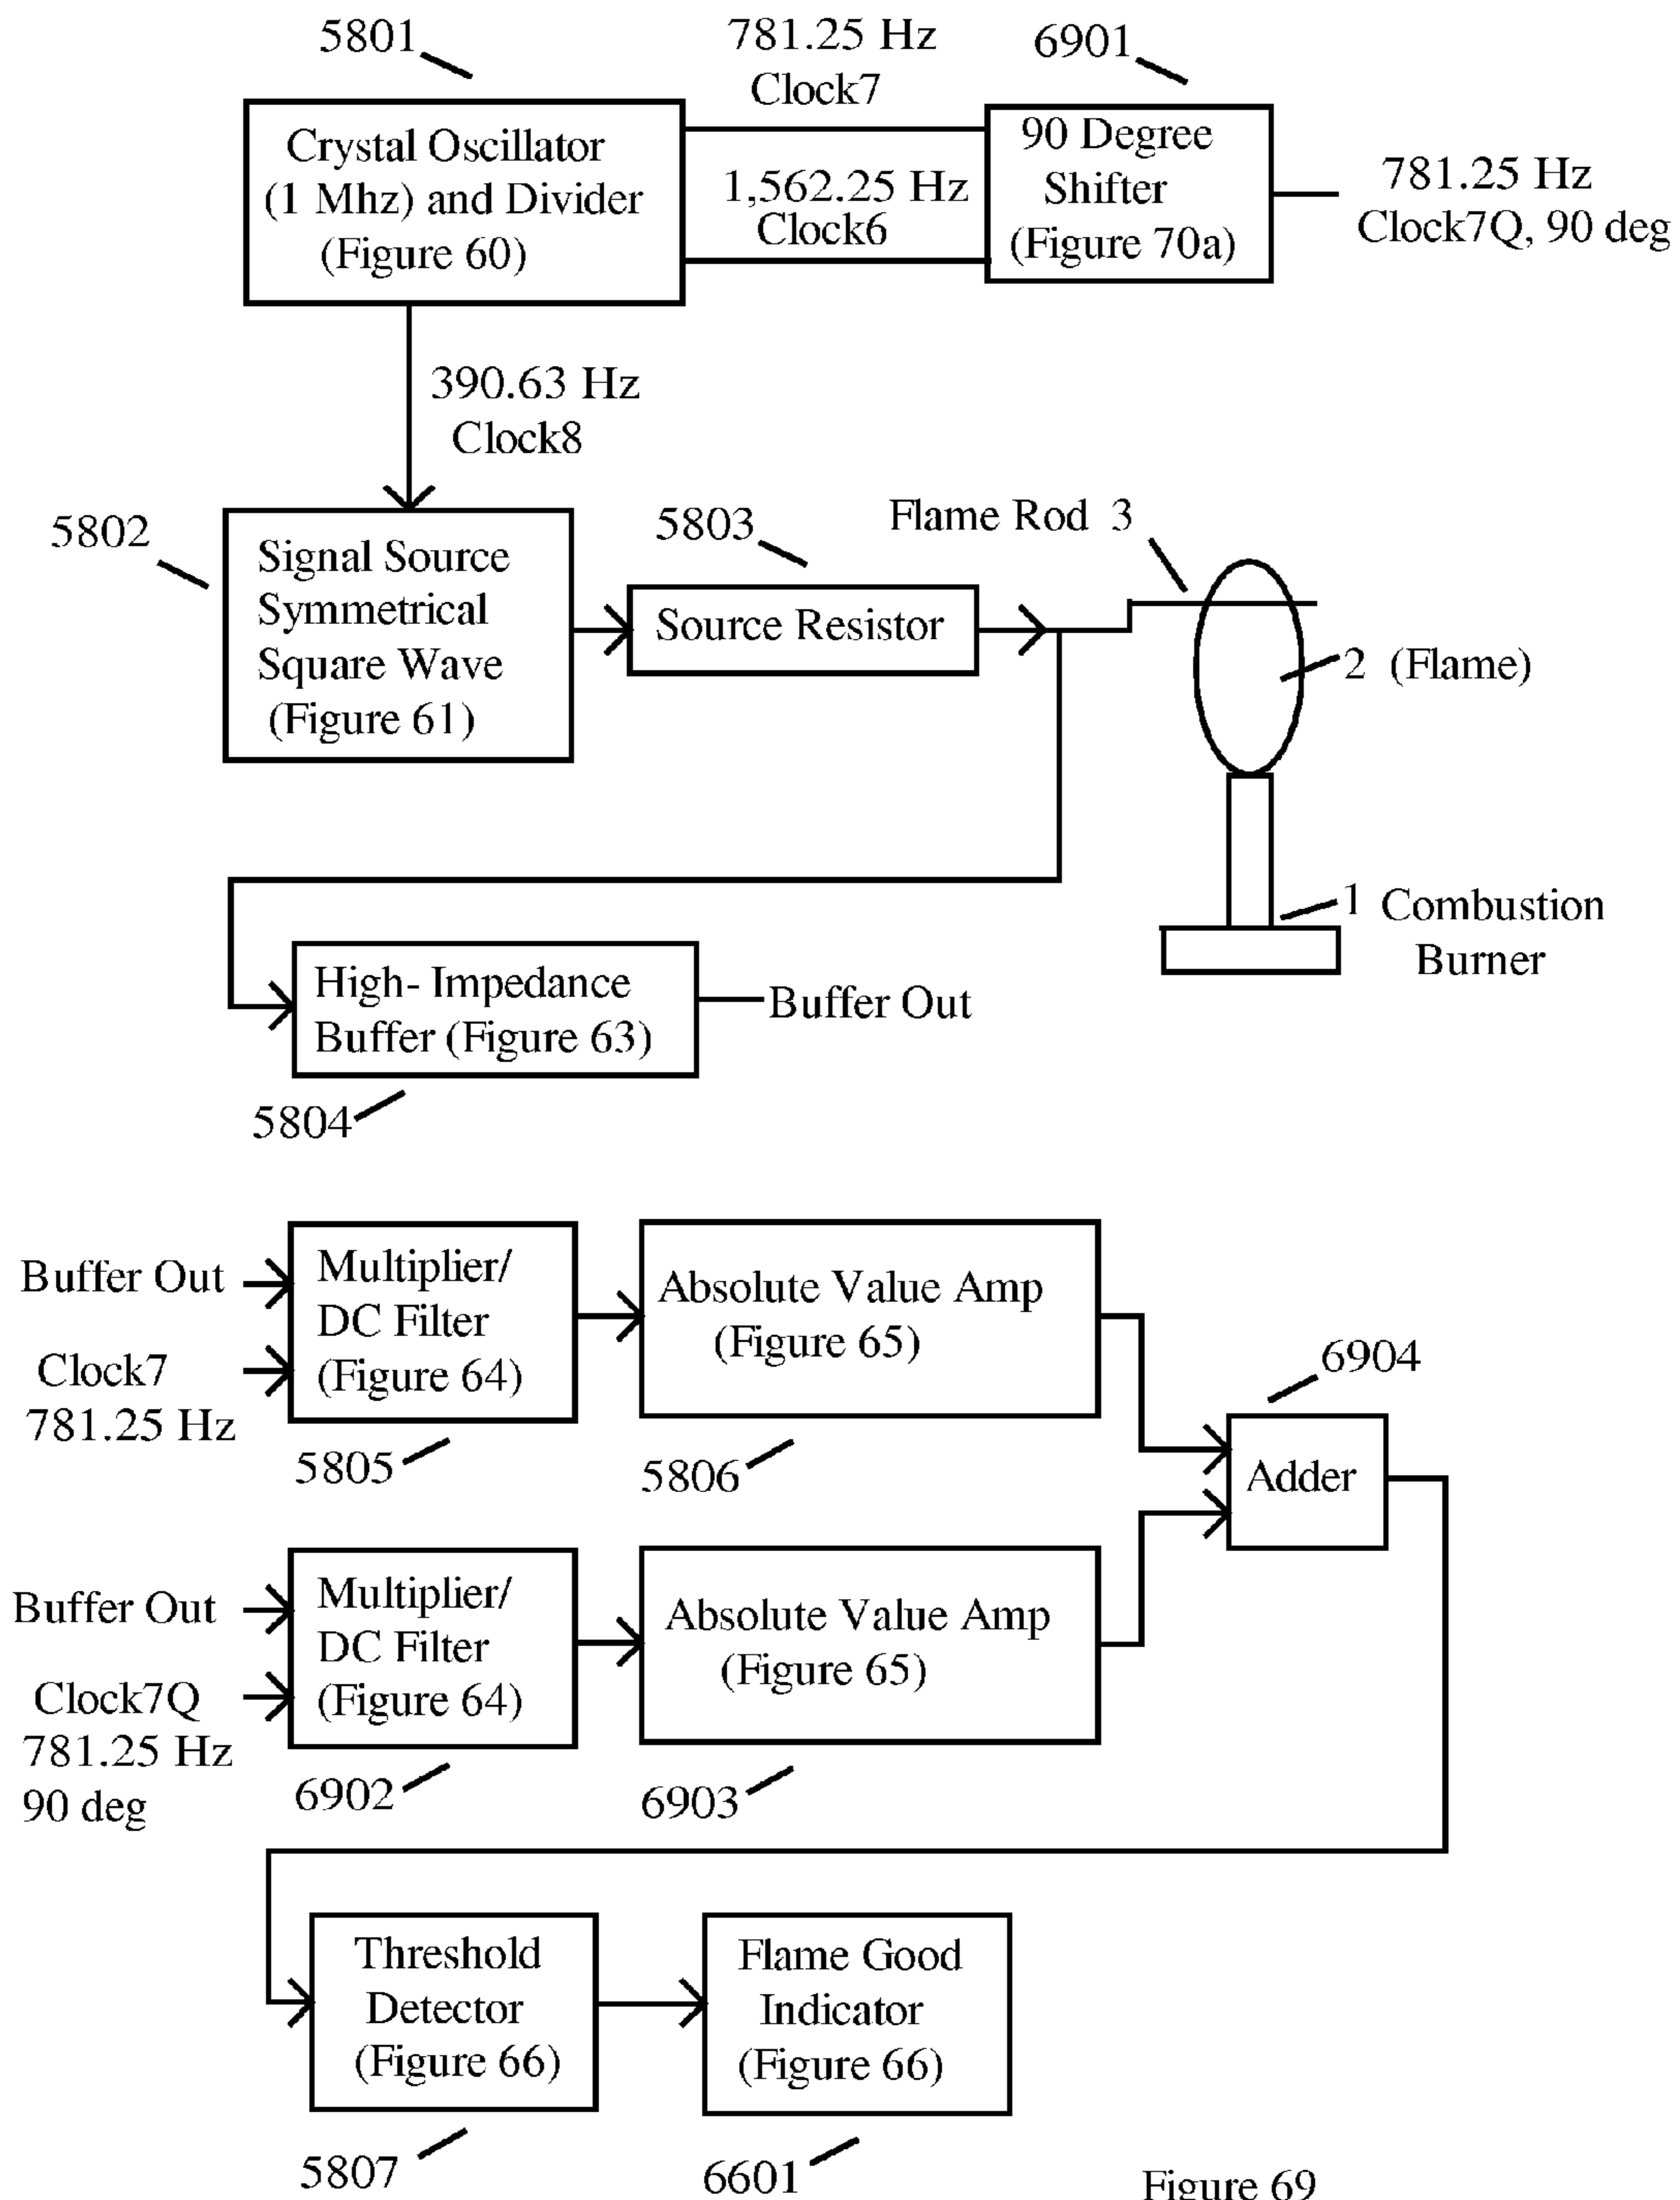 5801
781.25 Hz
Clock7
6901
Crystal Oscillator
(1 Mhz) and Divider
(Figure 60)
1,562.25 Hz
Clock6
90 Degree
Shifter
(Figure 70a)
781.25 Hz
Clock7Q, 90 deg
390.63 Hz
Clock8
5802
Signal Source
Symmetrical
Square Wave
(Figure 61)
5803
Source Resistor
Flame Rod 3
2 (Flame)
1 Combustion
Burner
High- Impedance
Buffer (Figure 63)
Buffer Out
5804
Buffer Out
Clock7
781.25 Hz
Multiplier/
DC Filter
(Figure 64)
5805
Absolute Value Amp
(Figure 65)
5806
6904
Adder
Buffer Out
Clock7Q
781.25 Hz
90 deg
Multiplier/
DC Filter
(Figure 64)
6902
Absolute Value Amp
(Figure 65)
6903
Threshold
Detector
(Figure 66)
5807
Flame Good
Indicator
(Figure 66)
6601
Figure 69